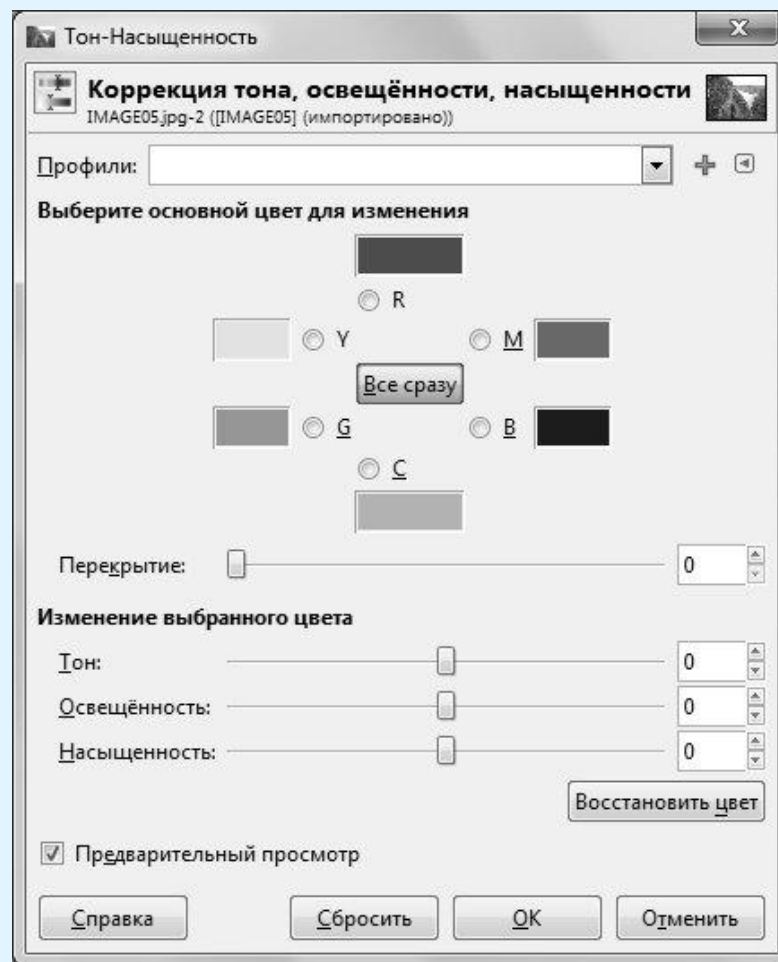 Тон-Насыщенность
Коррекция тона, освещённости, насыщенности
IMAGE05.jpg-2 ([IMAGE05] (импортировано))
Профили:
Выберите основной цвет для изменения
R
Y M
Все сразу
G B
C
Перекрытие: 0
Изменение выбранного цвета
Тон: 0
Освещённость: 0
Насыщенность: 0
Восстановить цвет
Предварительный просмотр
Справка Сбросить OK Отменить